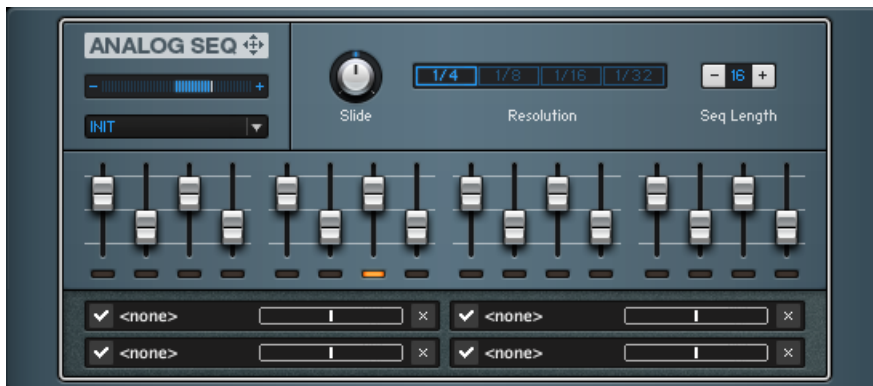 ANALOG SEQ
- +
INIT
Slide
1/4 1/8 1/16 1/32
Resolution
- 16 +
Seq Length
<none> × <none> ×
<none> × <none> ×